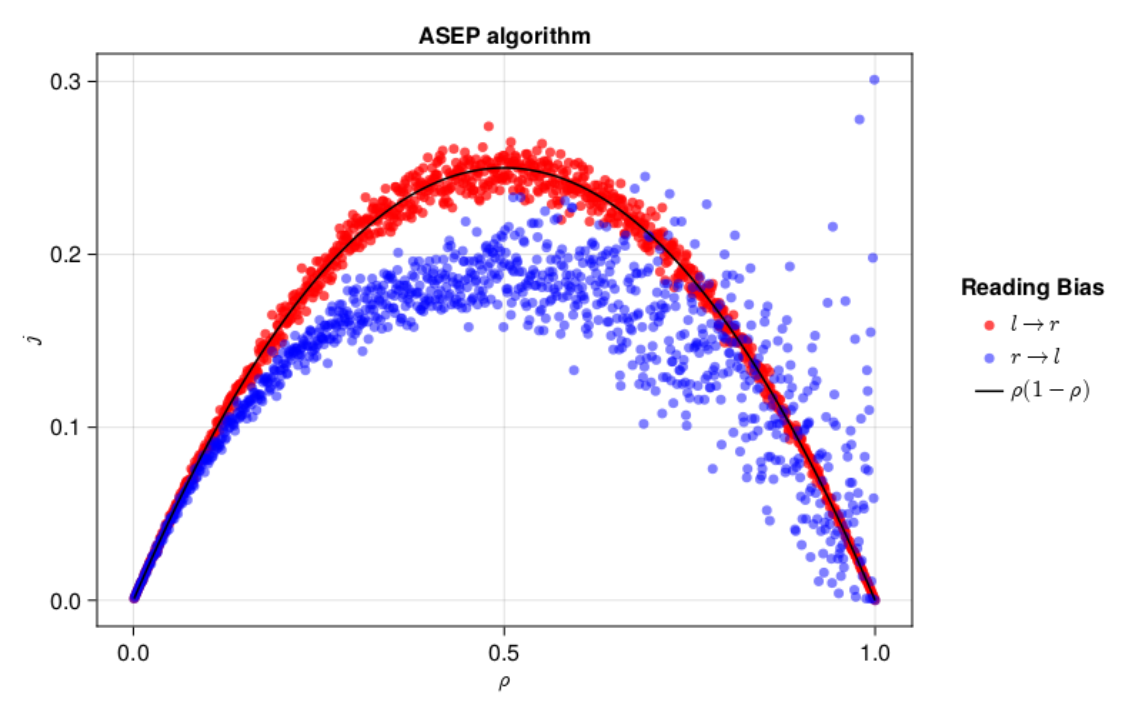 ASEP algorithm
0.3
0.2
0.1
0.0
j
0.0 0.5 1.0
ρ
Reading Bias
l → r
r → l
ρ(1 − ρ)